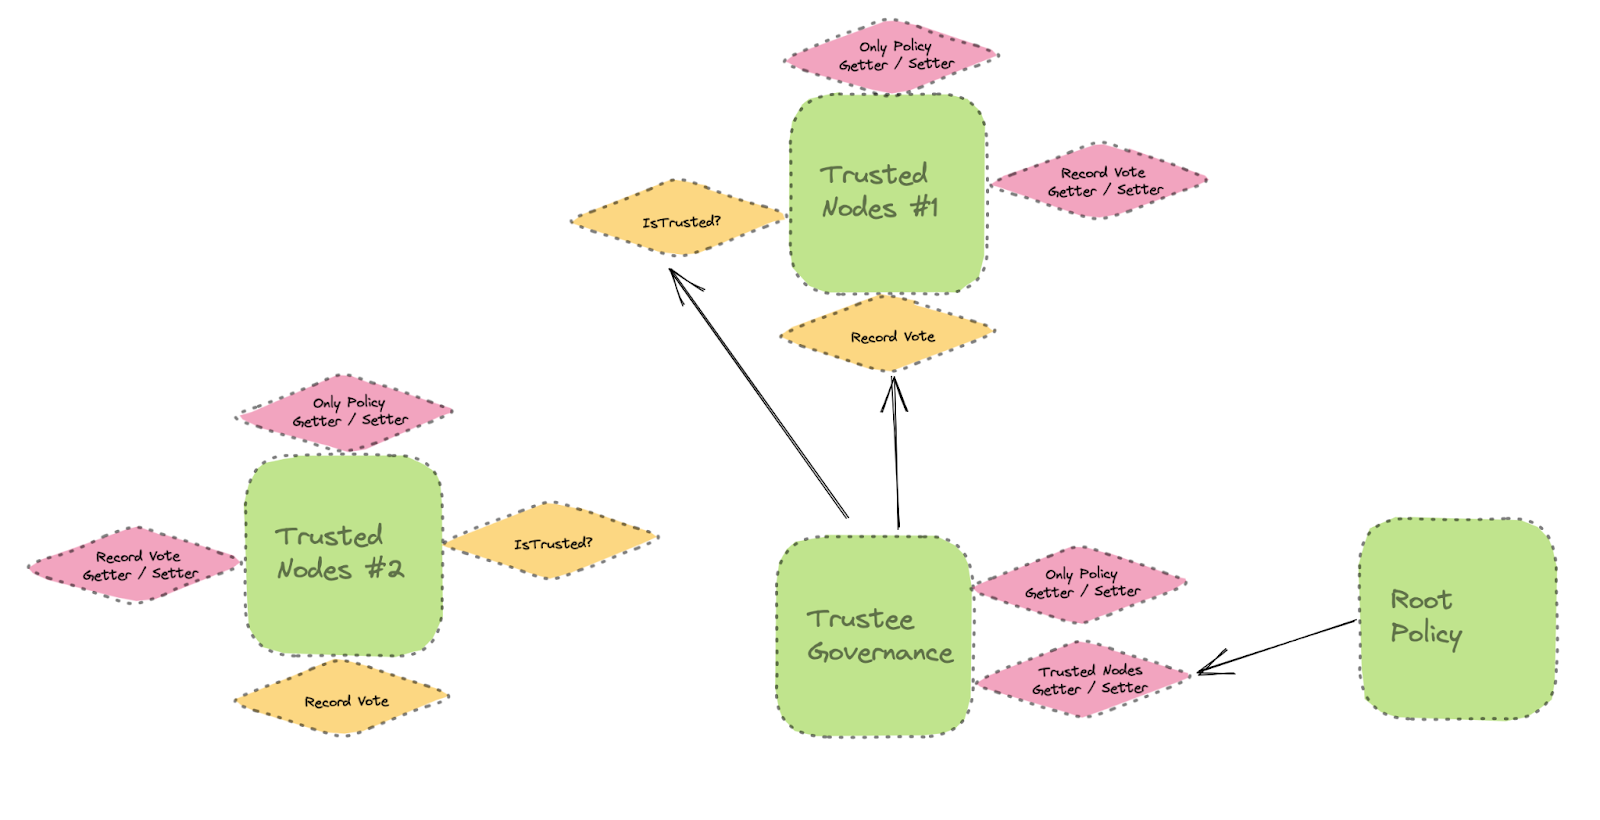 Only Policy
Getter / Setter
Trusted
Nodes #1
Record Vote
Getter / Setter
IsTrusted?
Record Vote
Only Policy
Getter / Setter
Trusted
Nodes #2
Record Vote
Getter / Setter
IsTrusted?
Record Vote
Trustee
Governance
Only Policy
Getter / Setter
Trusted Nodes
Getter / Setter
Root
Policy